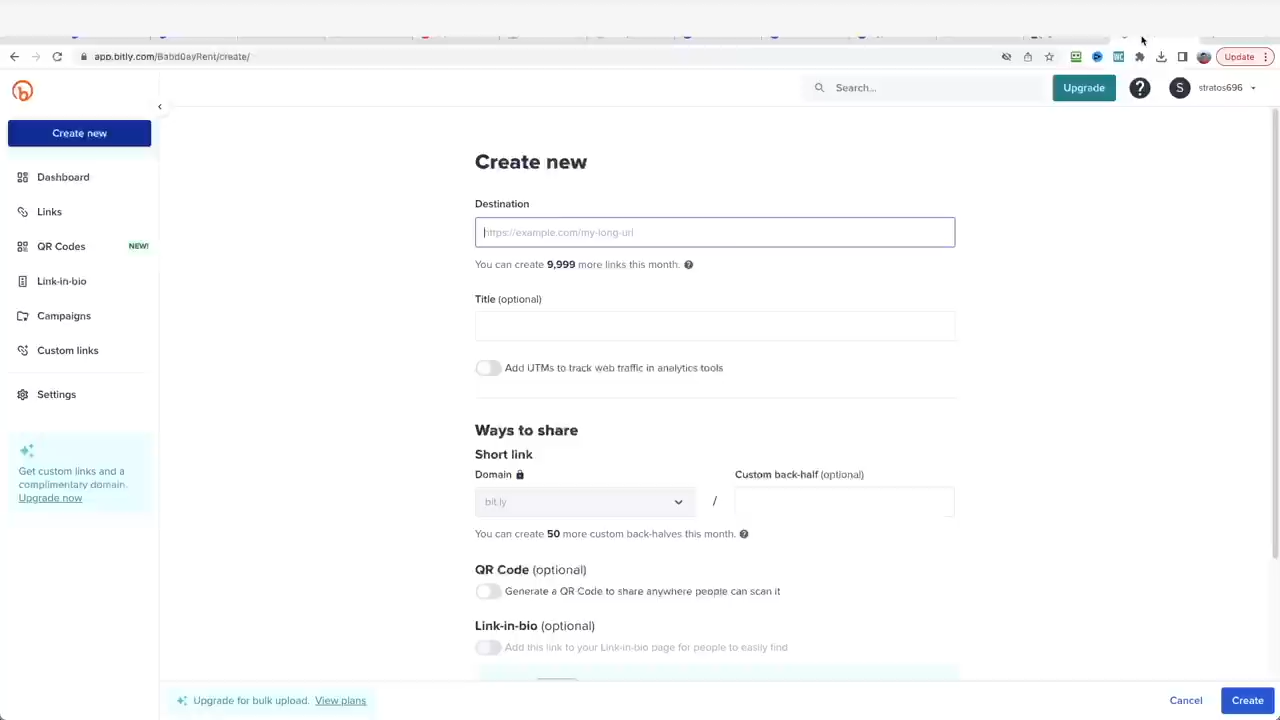 app.bitly.com/Babd0ayRent/create/
Update
Search...
Upgrade
?
S
stratos696
b
Create new
Dashboard
Links
QR Codes
NEW!
Link-in-bio
Campaigns
Custom links
Settings
Get custom links and a
complimentary domain.
Upgrade now
Create new
Destination
https://example.com/my-long-url
You can create 9,999 more links this month.
Title (optional)
Add UTMs to track web traffic in analytics tools
Ways to share
Short link
Domain
Custom back-half (optional)
bit.ly
/
You can create 50 more custom back-halves this month.
QR Code (optional)
Generate a QR Code to share anywhere people can scan it
Link-in-bio (optional)
Add this link to your Link-in-bio page for people to easily find
Upgrade for bulk upload. View plans
Cancel
Create